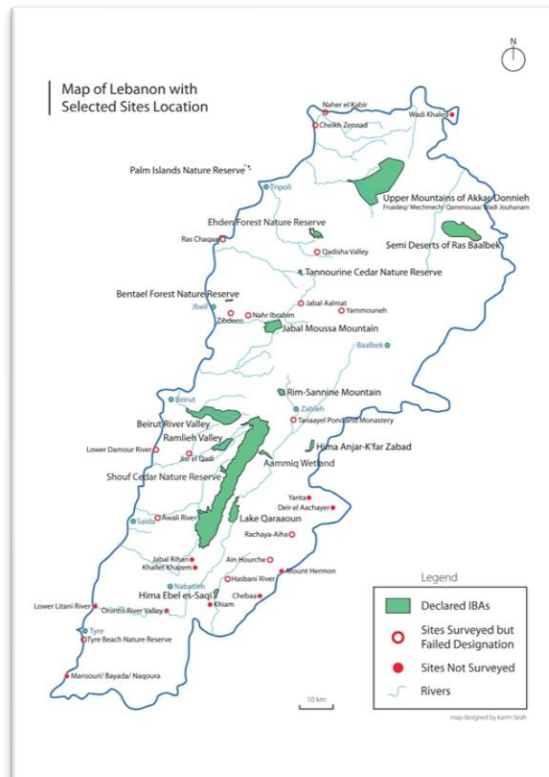 N
Map of Lebanon with
Selected Sites Location
Naher el Kabir
Wadi Khaled
Cheikh Zennad
Palm Islands Nature Reserve
Tripoli
Upper Mountains of Akkar-Donnieh
Fnaideq/ Mechmech/ Qammouaa/ Wadi Jouhanam
Ehden Forest Nature Reserve
Ras Chaqaa
Semi Deserts of Ras Baalbek
Qadisha Valley
Tannourine Cedar Nature Reserve
Bentael Forest Nature Reserve
Jbeil
Jabal Aalmat
Yammouneh
Zibdeen
Nahr Ibrahim
Jabal Moussa Mountain
Baalbek
Rim-Sannine Mountain
Beirut
Zahleh
Tanaayel Pond and Monastery
Beirut River Valley
Ramlieh Valley
Hima Anjar-K'far Zabad
Lower Damour River
Jisr el Qadi
Aammiq Wetland
Shouf Cedar Nature Reserve
Yanta
Deir el Aachayer
Saida
Awali River
Lake Qaraaoun
Rachaya-Aiha
Jabal Rihan
Khallet Khazem
Ain Hourche
Mount Hermon
Hasbani River
Nabatieh
Hima Ebel es-Saqi
Chebaa
Khiam
Lower Litani River
Orontis River Valley
Tyre
Tyre Beach Nature Reserve
Mansouri/ Bayada/ Naqoura
Legend
Declared IBAs
Sites Surveyed but
Failed Designation
Sites Not Surveyed
Rivers
10 km
map designed by karim farah